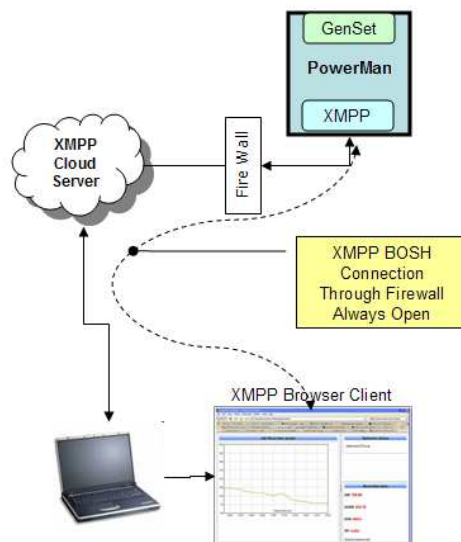 GenSet
PowerMan
XMPP
XMPP
Cloud
Server
Fire Wall
XMPP BOSH
Connection
Through Firewall
Always Open
XMPP Browser Client